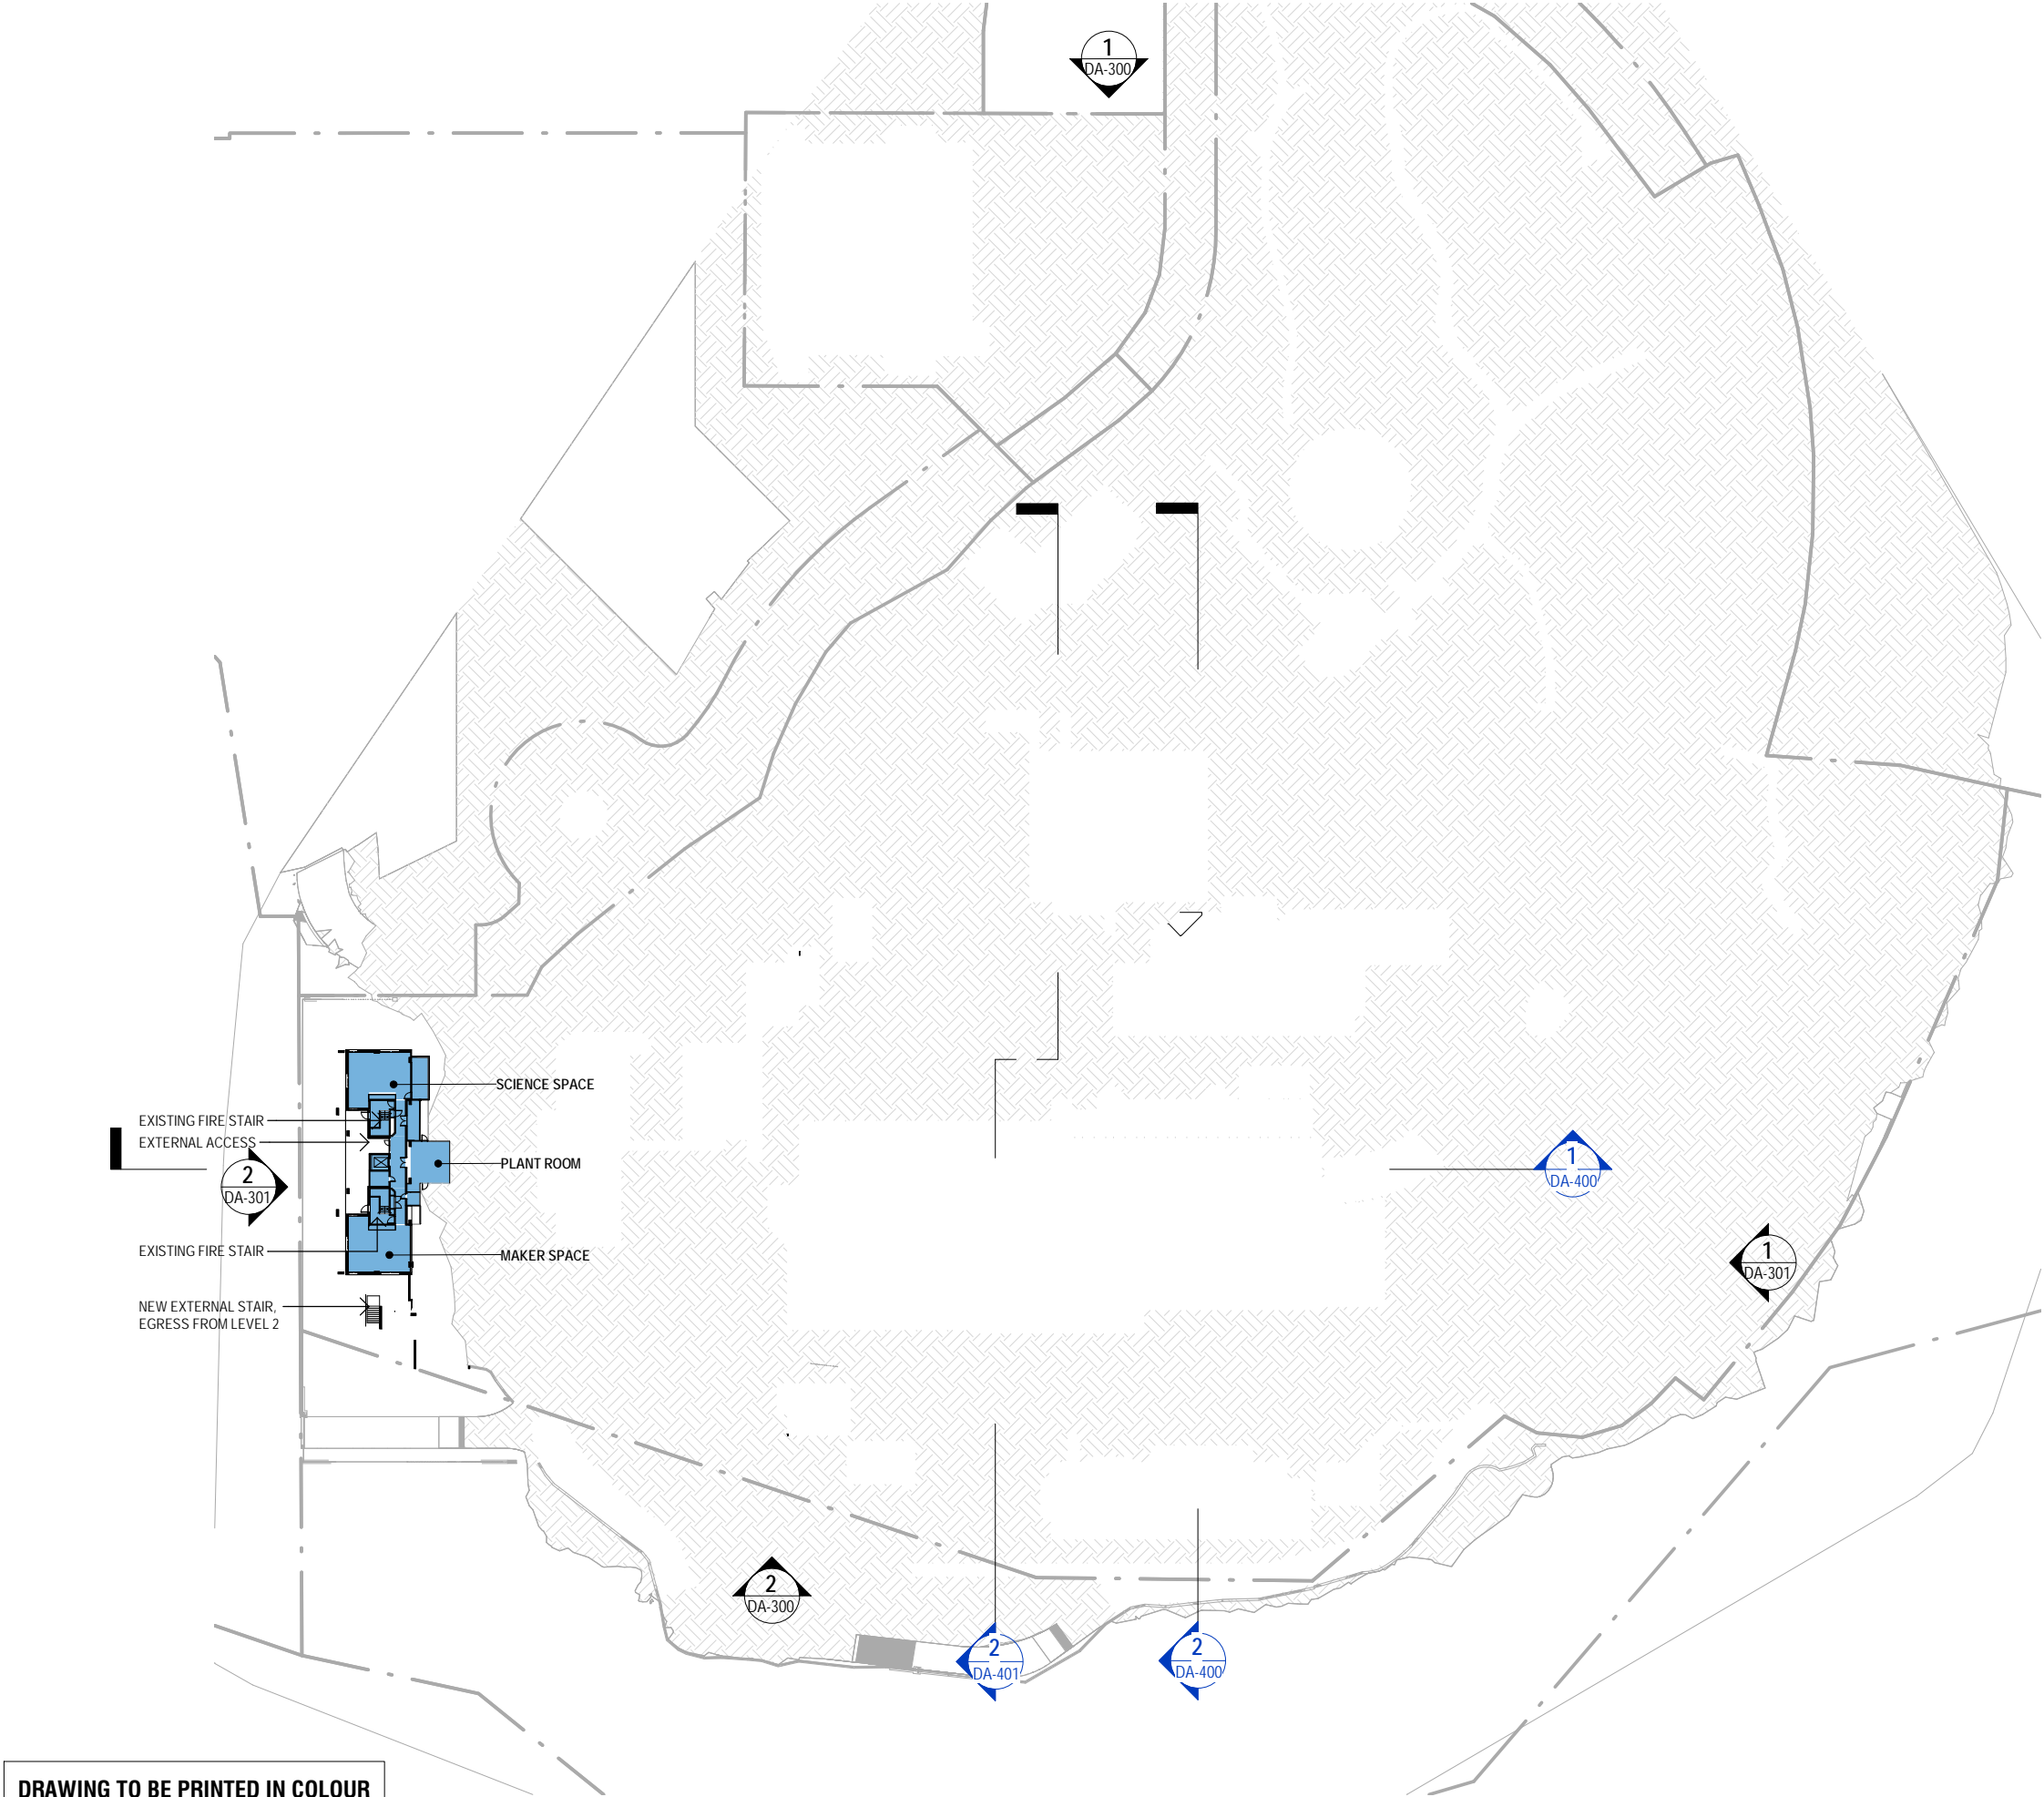 1
DA-300
SCIENCE SPACE
EXISTING FIRE STAIR
EXTERNAL ACCESS
PLANT ROOM
1
DA-400
2
DA-301
EXISTING FIRE STAIR
MAKER SPACE
1
DA-301
NEW EXTERNAL STAIR,
EGRESS FROM LEVEL 2
2
DA-300
2
DA-401
2
DA-400
DRAWING TO BE PRINTED IN COLOUR